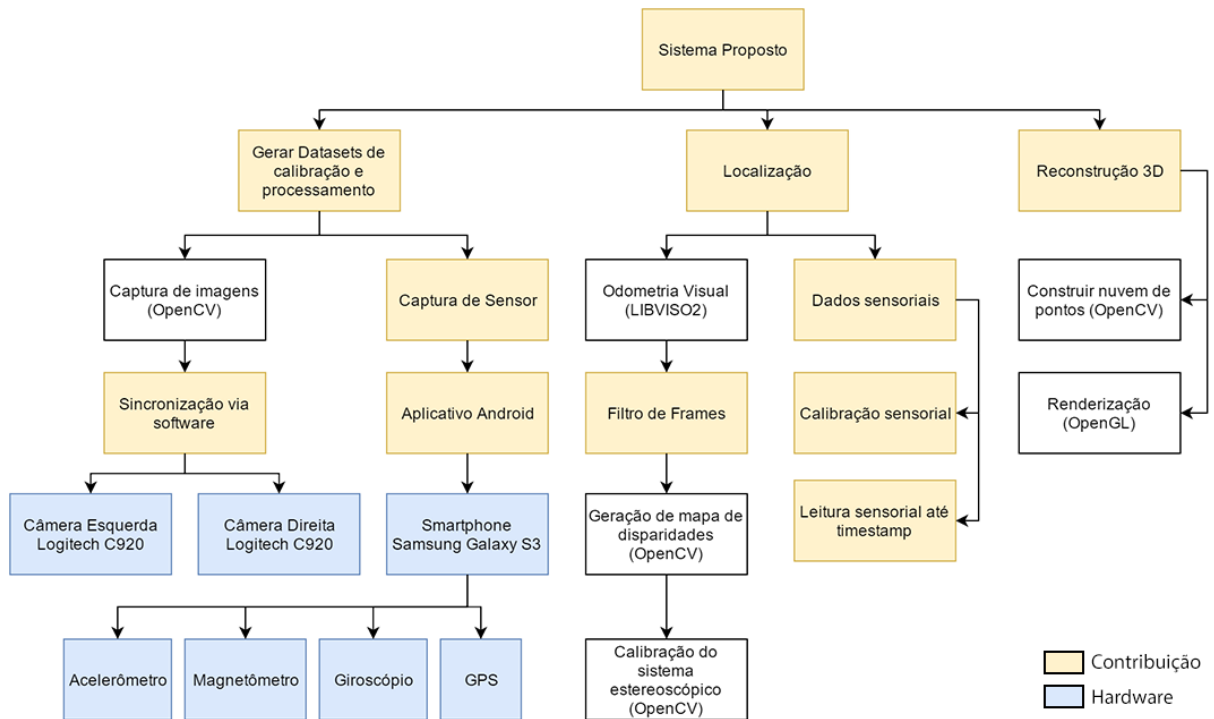 Sistema Proposto
Gerar Datasets de
calibração e
processamento
Localização
Reconstrução 3D
Captura de imagens
(OpenCV)
Captura de Sensor
Odometria Visual
(LIBVISO2)
Dados sensoriais
Construir nuvem de
pontos (OpenCV)
Sincronização via
software
Aplicativo Android
Filtro de Frames
Calibração sensorial
Renderização
(OpenGL)
Câmera Esquerda
Logitech C920
Câmera Direita
Logitech C920
Smartphone
Samsung Galaxy S3
Geração de mapa de
disparidades
(OpenCV)
Leitura sensorial até
timestamp
Acelerômetro
Magnetômetro
Giroscópio
GPS
Calibração do
sistema
estereoscópico
(OpenCV)
Contribuição
Hardware